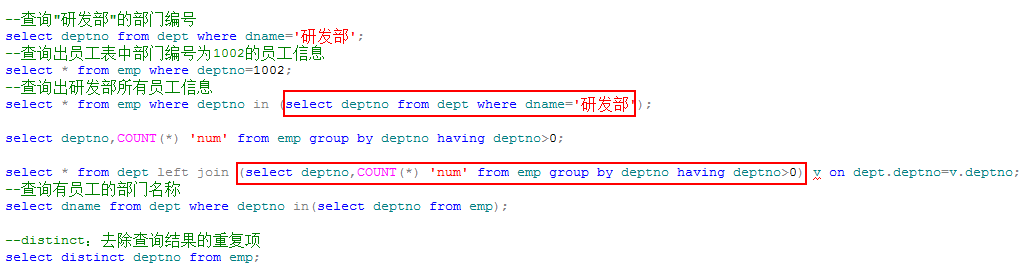 --查询"研发部"的部门编号
select deptno from dept where dname='研发部';
--查询出员工表中部门编号为1002的员工信息
select * from emp where deptno=1002;
--查询出研发部所有员工信息
select * from emp where deptno in (select deptno from dept where dname='研发部');
select deptno,COUNT(*) 'num' from emp group by deptno having deptno>0;
select * from dept left join (select deptno,COUNT(*) 'num' from emp group by deptno having deptno>0) v on dept.deptno=v.deptno;
--查询有员工的部门名称
select dname from dept where deptno in(select deptno from emp);
--distinct：去除查询结果的重复项
select distinct deptno from emp;